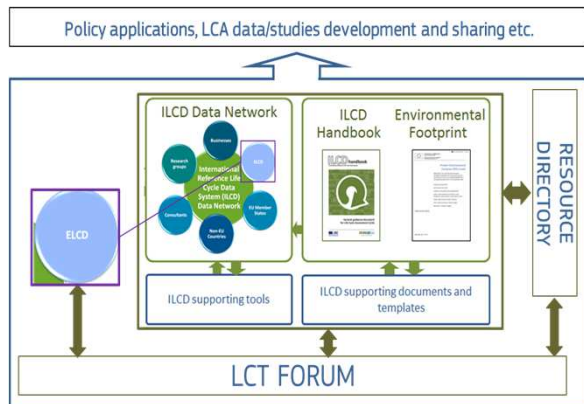 Policy applications, LCA data/studies development and sharing etc.
ILCD Data Network
Businesses
Research groups
ELCD
International
Reference Life
Cycle Data
System (ILCD)
Data Network
Consultants
EU Member
States
Non-EU
Countries
ILCD
Handbook
ILCD handbook
Environmental
Footprint
RESOURCE
DIRECTORY
ELCD
ILCD supporting tools
ILCD supporting documents and
templates
LCT FORUM